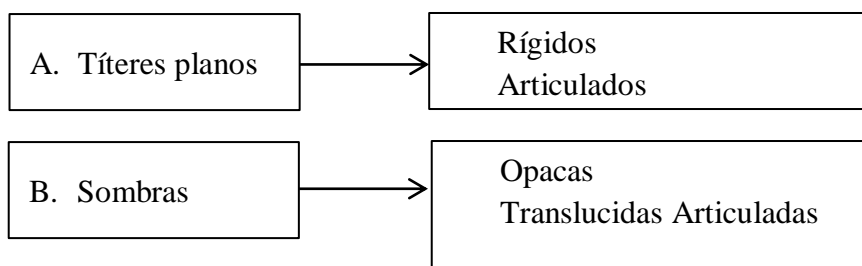 A. Títeres planos
Rígidos
Articulados
B. Sombras
Opacas
Translucidas Articuladas